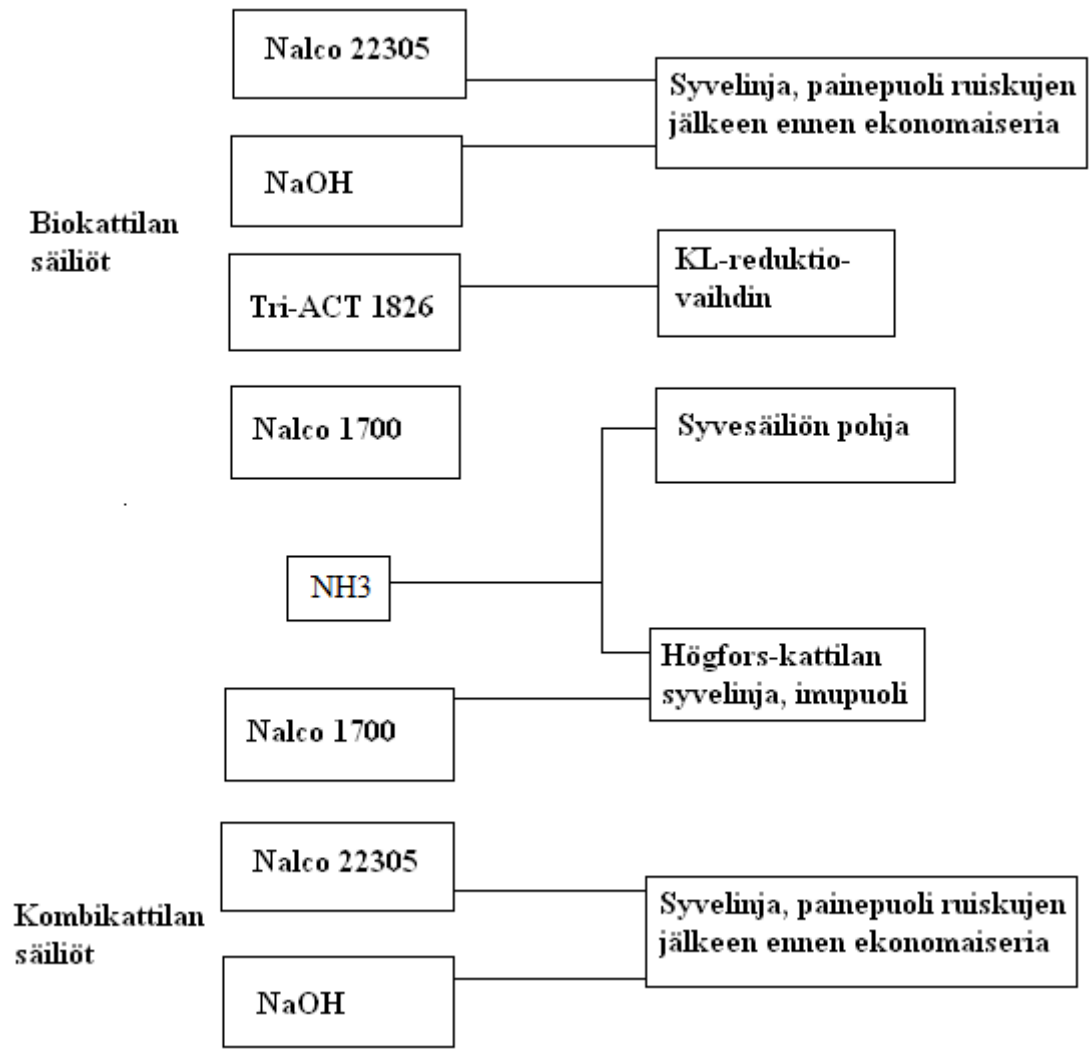 Nalco 22305
Syvelinja, painepuoli ruiskujen
jälkeen ennen ekonomaiseria
NaOH
Biokattilan
säiliöt
KL-reduktio-
vaihdin
Tri-ACT 1826
Nalco 1700
Syvesäiliön pohja
NH3
Högfors-kattilan
syvelinja, imupuoli
Nalco 1700
Nalco 22305
Kombikattilan
säiliöt
Syvelinja, painepuoli ruiskujen
jälkeen ennen ekonomaiseria
NaOH